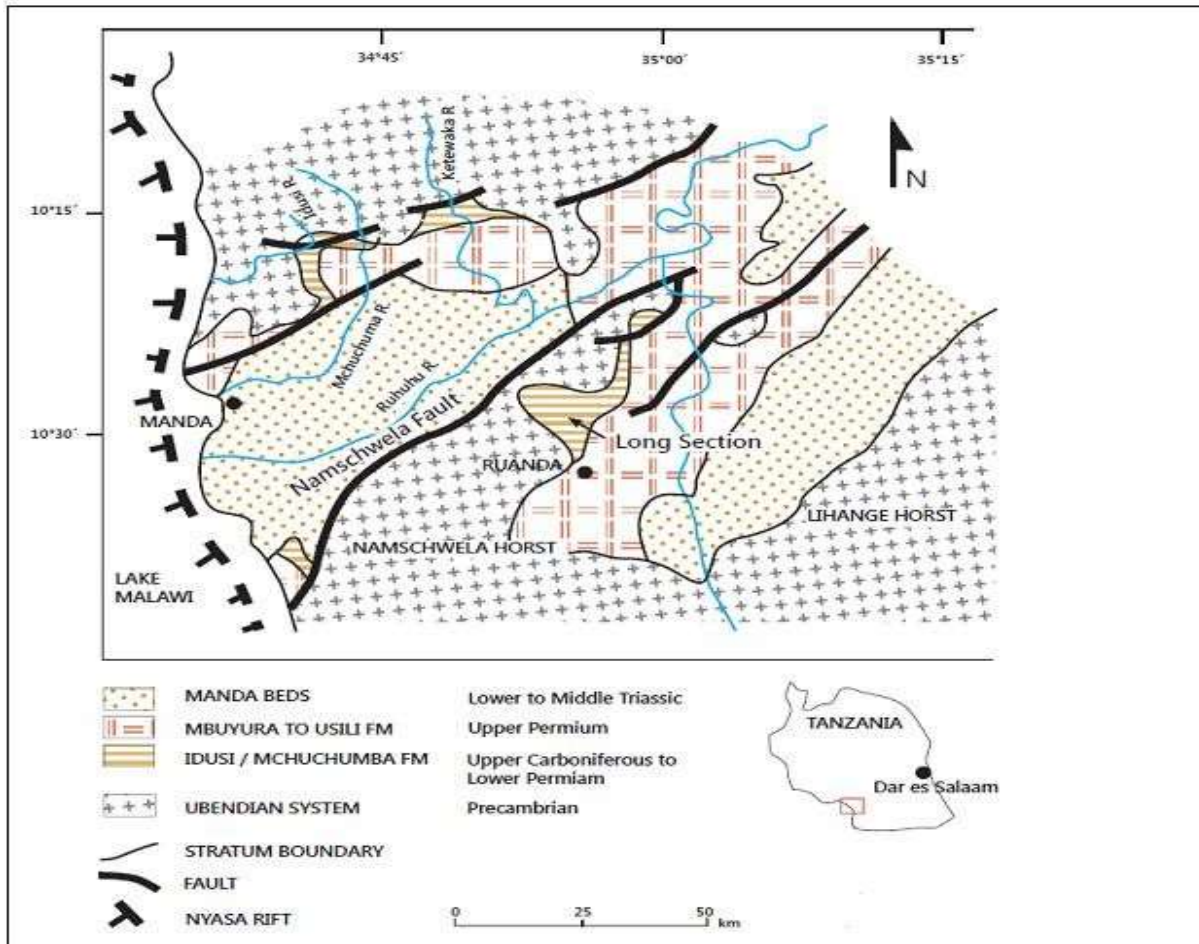 34°45´
35°00´
35°15´
Ketewaka R
Idusi R.
N
10°15´
Mchuchuma R.
Ruhuhu R.
MANDA
Namschwela Fault
10°30´
Long Section
RUANDA
LIHANGE HORST
NAMSCHWELA HORST
LAKE
MALAWI
MANDA BEDS Lower to Middle Triassic
MBUYURA TO USILI FM Upper Permium
IDUSI / MCHUCHUMBA FM Upper Carboniferous to
Lower Permiam
UBENDIAN SYSTEM Precambrian
STRATUM BOUNDARY
FAULT
NYASA RIFT
0 25 50
km
TANZANIA
Dar es Salaam